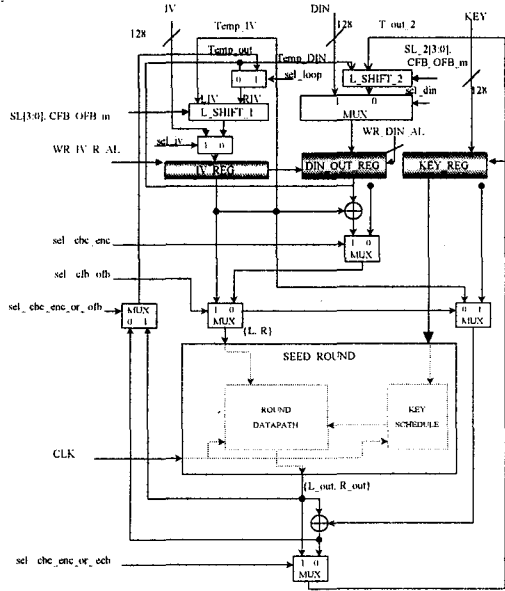 IV
Temp_IV
DIN
T_out_2
KEY
128
Temp_out
Temp_DIN
128
SL_2[3:0], CFB_OFB_m
0 1
sel_loop
L_SHIFT_2
sel_din
LIV
RIV
128
SL[3:0], CFB_OFB_m
L_SHIFT_1
1 0
MUX
sel_iv
1 0
WR_DIN_AL
WR_IV_R_AL
IV_REG
DIN_OUT_REG
KEY_REG
sel_cbc_enc
1 0
MUX
sel_cfb_ofb
sel_cbc_enc_or_ofb
MUX
0 1
1 0
MUX
0 1
MUX
{L, R}
SEED_ROUND
ROUND
DATAPATH
KEY
SCHEDULE
CLK
{L_out, R_out}
sel_cbc_enc_or_ecb
1 0
MUX